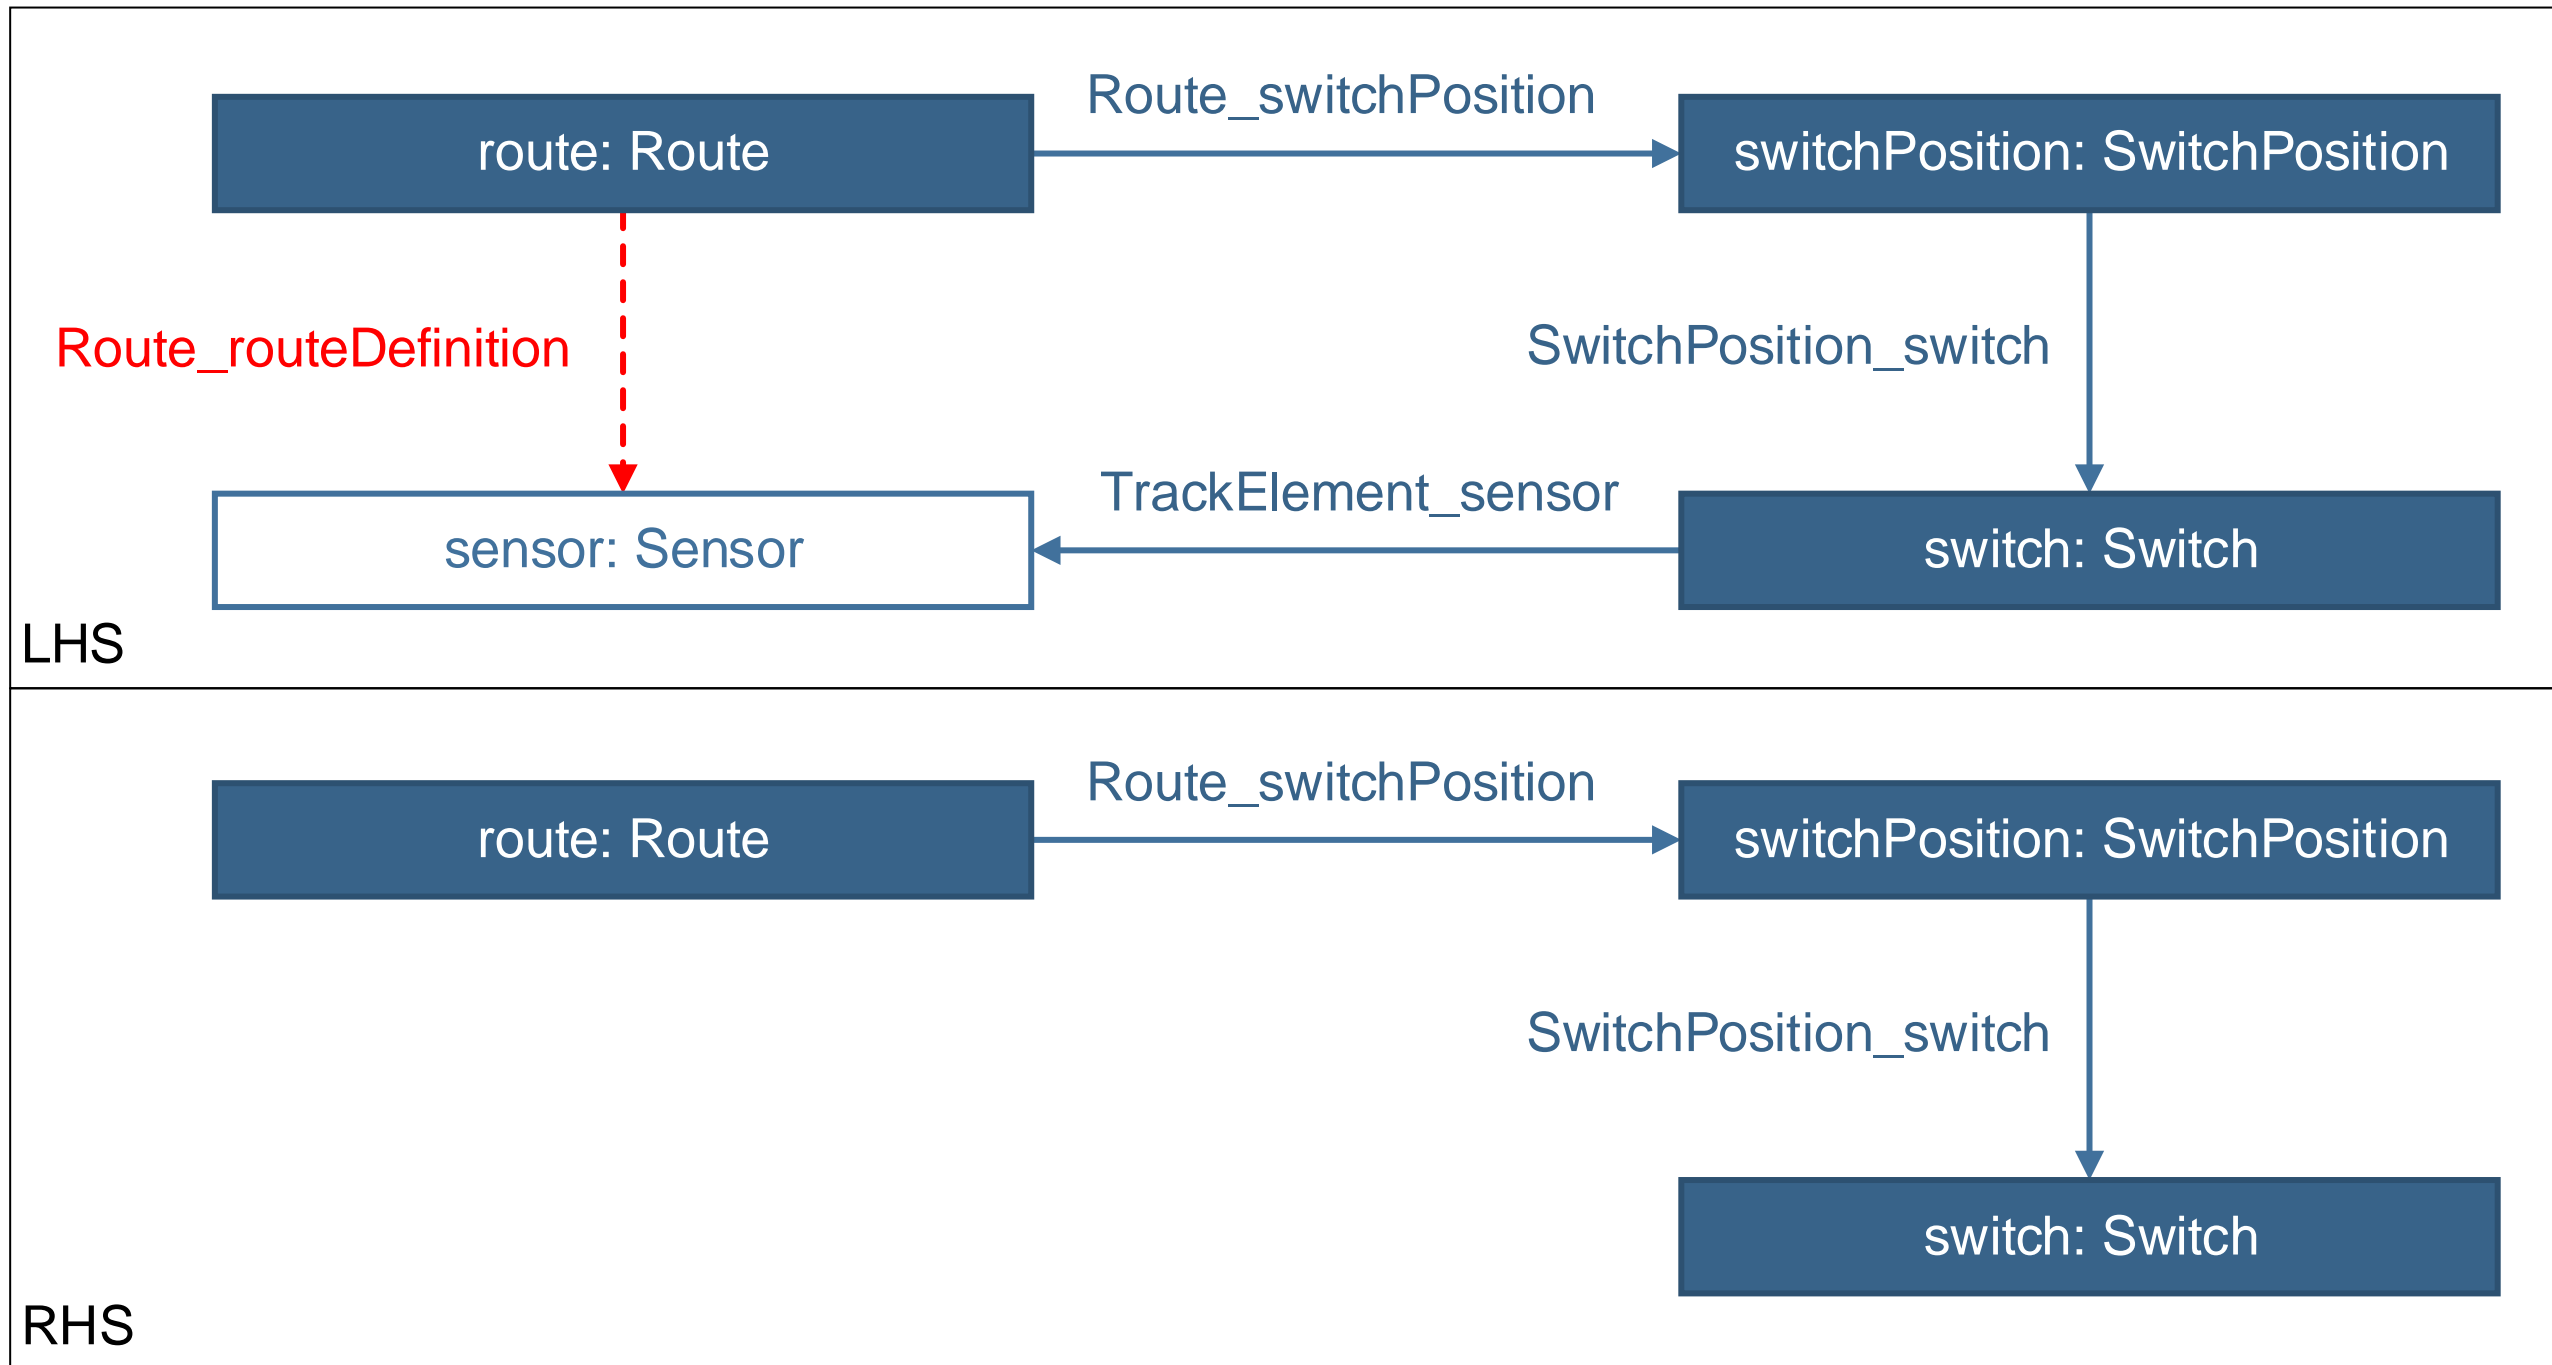 Route_switchPosition
route: Route
switchPosition: SwitchPosition
Route_routeDefinition
SwitchPosition_switch
TrackElement_sensor
sensor: Sensor
switch: Switch
LHS
Route_switchPosition
route: Route
switchPosition: SwitchPosition
SwitchPosition_switch
switch: Switch
RHS